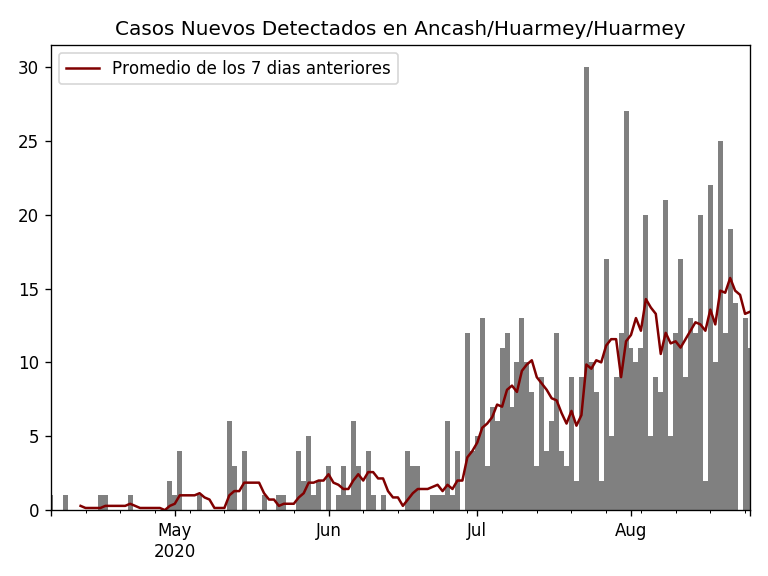 Casos Nuevos Detectados en Ancash/Huarmey/Huarmey
Promedio de los 7 dias anteriores
30
25
20
15
10
5
0
May
2020
Jun
Jul
Aug